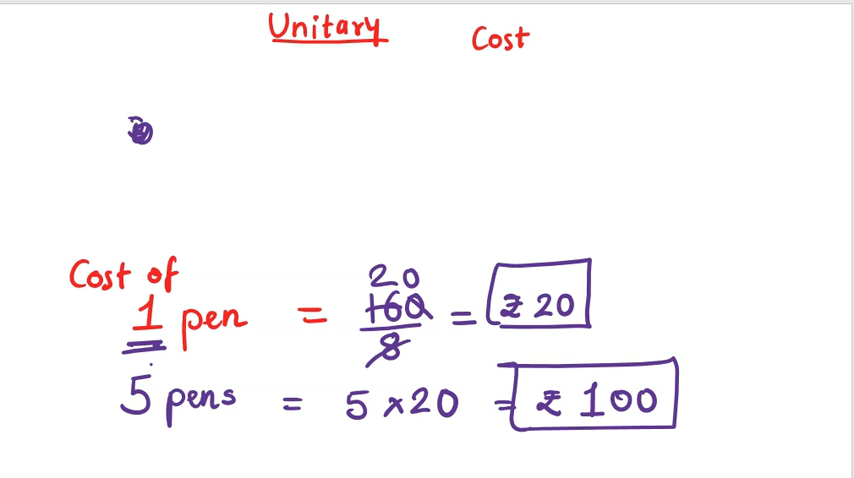 Unitary Cost
Cost of
1 pen = 20 160/8 = ₹ 20
5 pens = 5 × 20 = ₹ 100